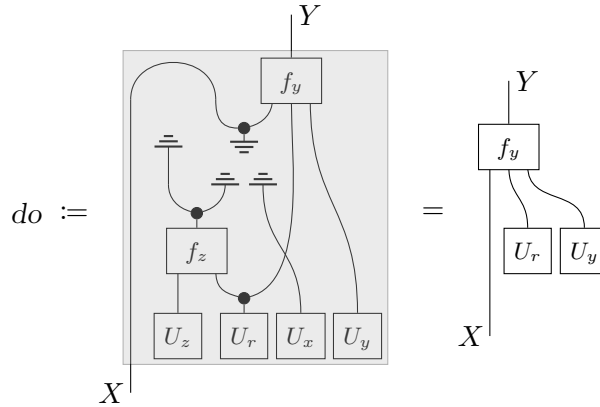 Y
f_y
Y
f_y
do := =
f_z
U_r U_y
U_z U_r U_x U_y
X
X